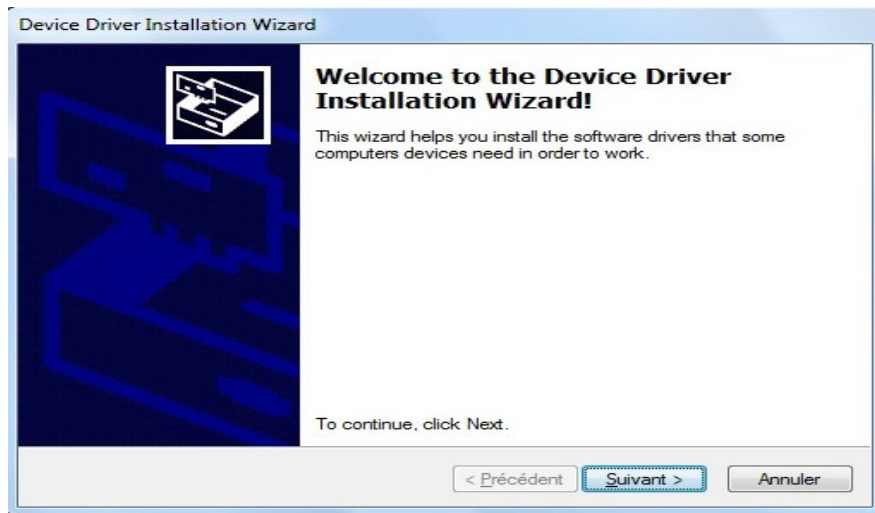 Device Driver Installation Wizard
Welcome to the Device Driver
Installation Wizard!
This wizard helps you install the software drivers that some
computers devices need in order to work.
To continue, click Next.
< Précédent Suivant > Annuler